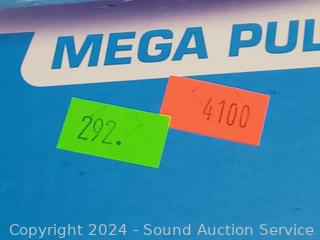 MEGA PUL
4100
292.
Copyright 2024 - Sound Auction Service